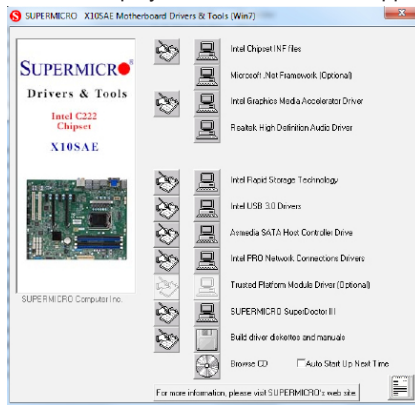 SUPERMICRO X10SAE Motherboard Drivers & Tools (Win7)
SUPERMICRO®
Drivers & Tools
Intel C222
Chipset
X10SAE
SUPERMICRO Computer Inc.
Intel Chipset INF files
Microsoft .Net Framework (Optional)
Intel Graphics Media Accelerator Driver
Realtek High Definition Audio Driver
Intel Rapid Storage Technology
Intel USB 3.0 Drivers
Asmedia SATA Host Controller Drive
Intel PRO Network Connections Drivers
Trusted Platform Module Driver (Optional)
SUPERMICRO SuperDoctor III
Build driver diskettes and manuals
Browse CD
Auto Start Up Next Time
For more information, please visit SUPERMICRO's web site